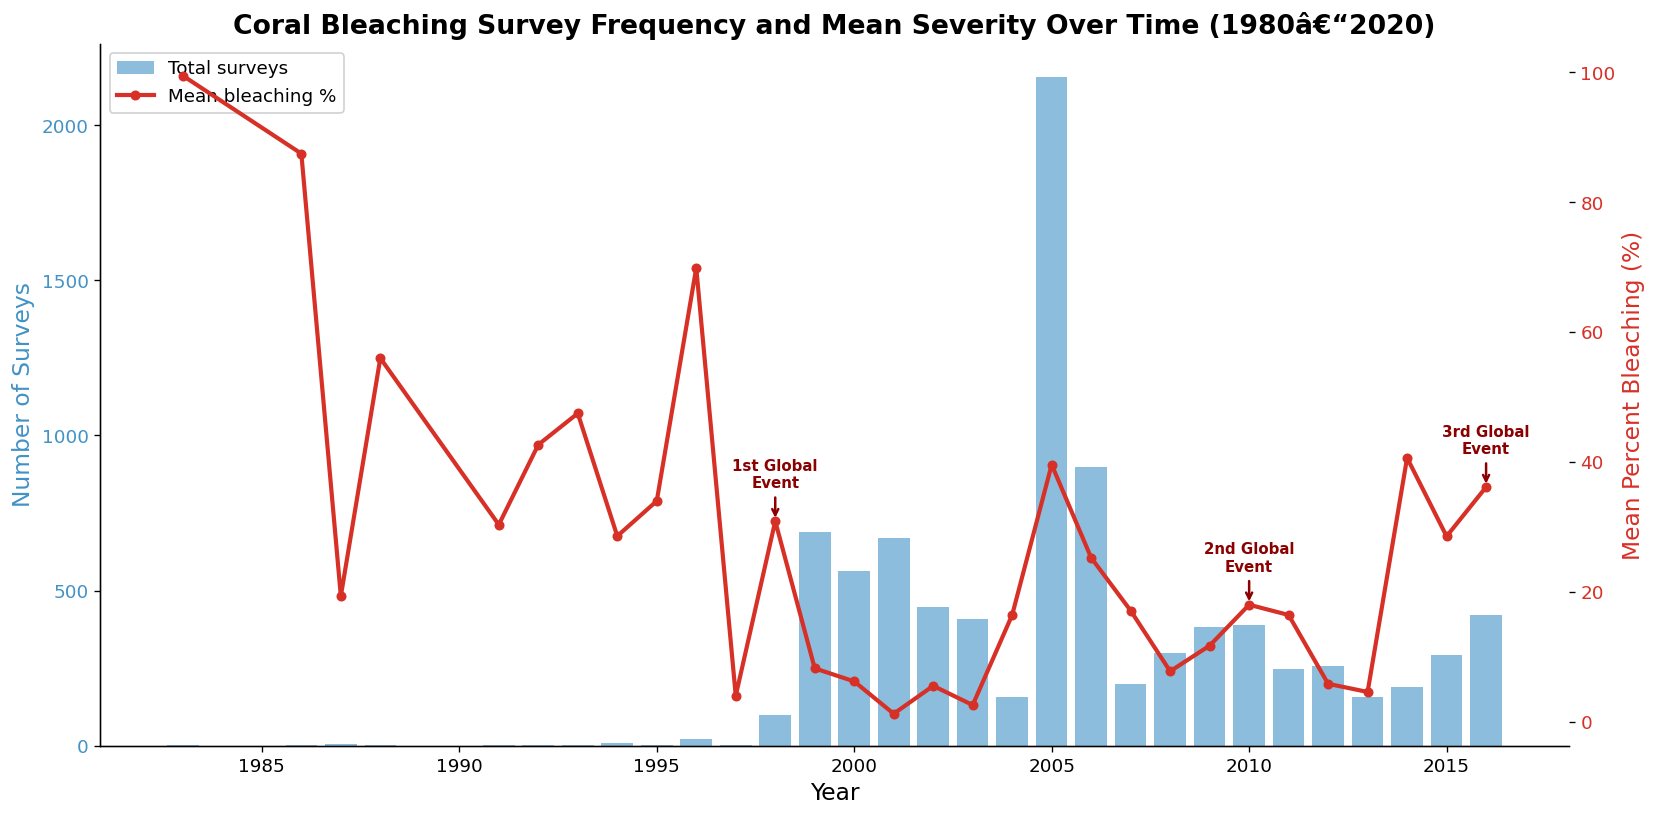 Coral Bleaching Survey Frequency and Mean Severity Over Time (1980â€“2020)
Total surveys
Mean bleaching %
Number of Surveys
2000
1500
1000
500
0
Mean Percent Bleaching (%)
100
80
60
40
20
0
1st Global
Event
2nd Global
Event
3rd Global
Event
1985
1990
1995
2000
2005
2010
2015
Year